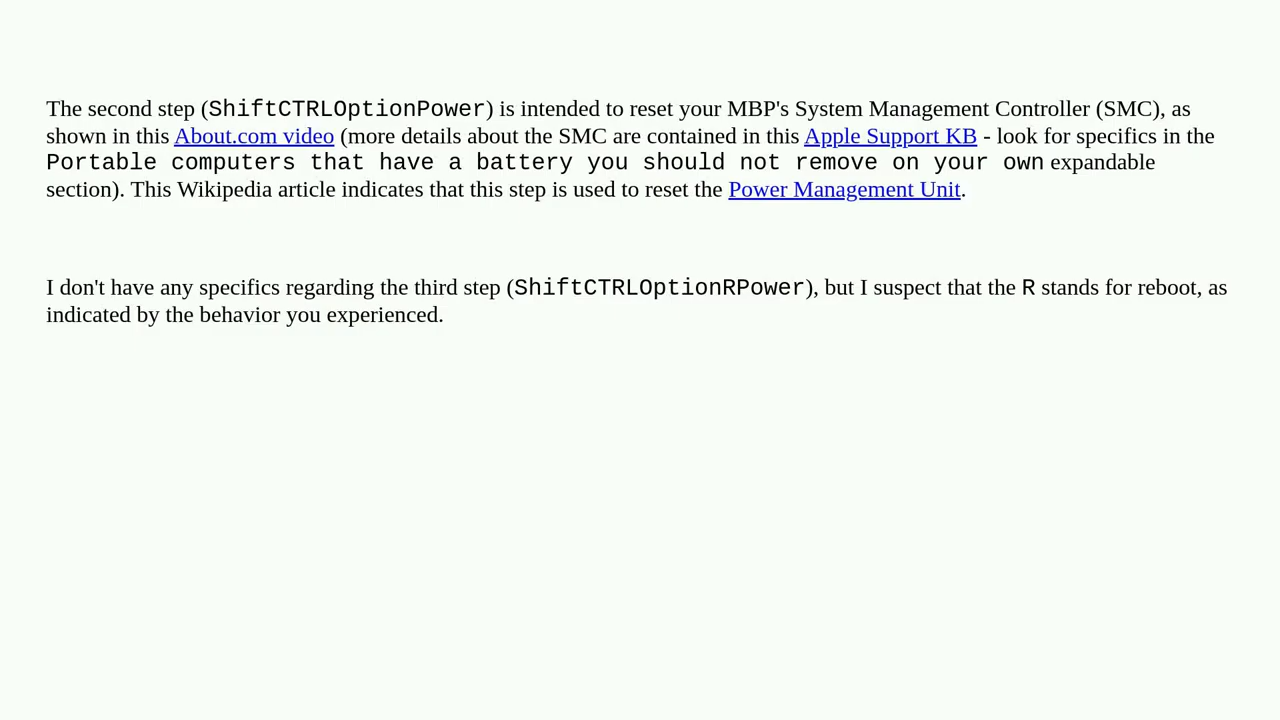 The second step (ShiftCTRLOptionPower) is intended to reset your MBP's System Management Controller (SMC), as
shown in this About.com video (more details about the SMC are contained in this Apple Support KB - look for specifics in the
Portable computers that have a battery you should not remove on your own expandable
section). This Wikipedia article indicates that this step is used to reset the Power Management Unit.
I don't have any specifics regarding the third step (ShiftCTRLOptionRPower), but I suspect that the R stands for reboot, as
indicated by the behavior you experienced.